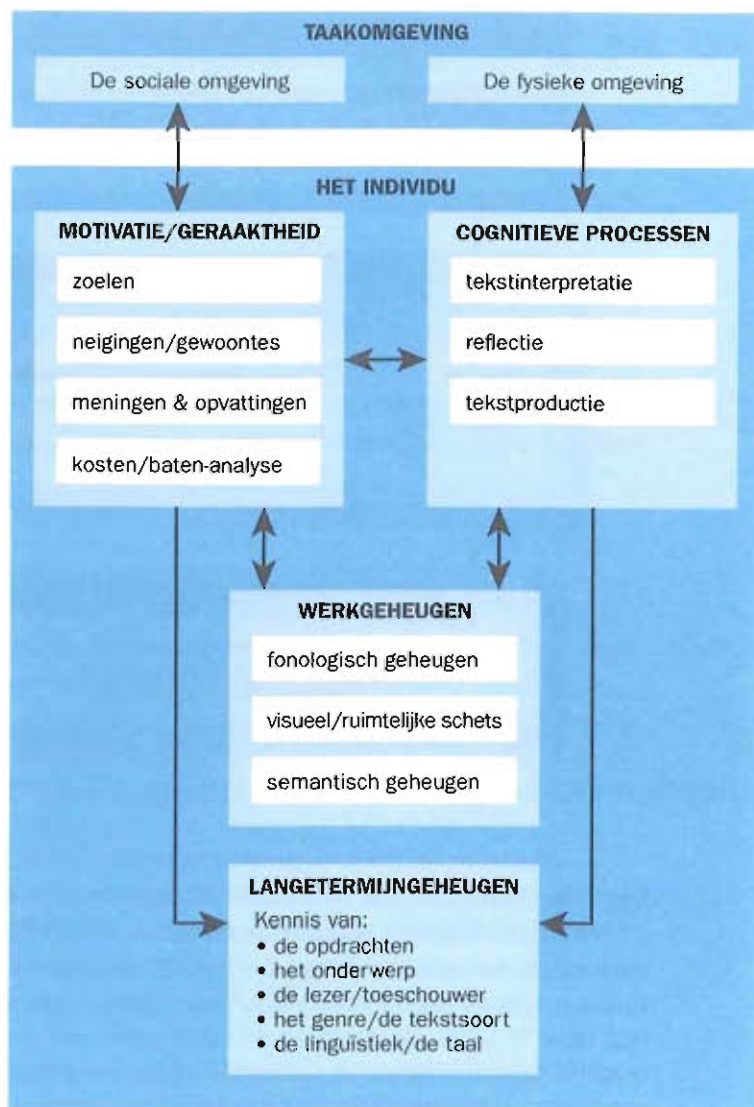 TAAKOMGEVING
De sociale omgeving
De fysieke omgeving
HET INDIVIDU
MOTIVATIE/GERAAKTHEID
zoelen
neigingen/gewoontes
meningen & opvattingen
kosten/baten-analyse
COGNITIEVE PROCESSEN
tekstinterpretatie
reflectie
tekstproductie
WERKGEHEUGEN
fonologisch geheugen
visueel/ruimtelijke schets
semantisch geheugen
LANGETERMIJNGEHEUGEN
Kennis van:
• de opdrachten
• het onderwerp
• de lezer/toeschouwer
• het genre/de tekstsoort
• de linguïstiek/de taal